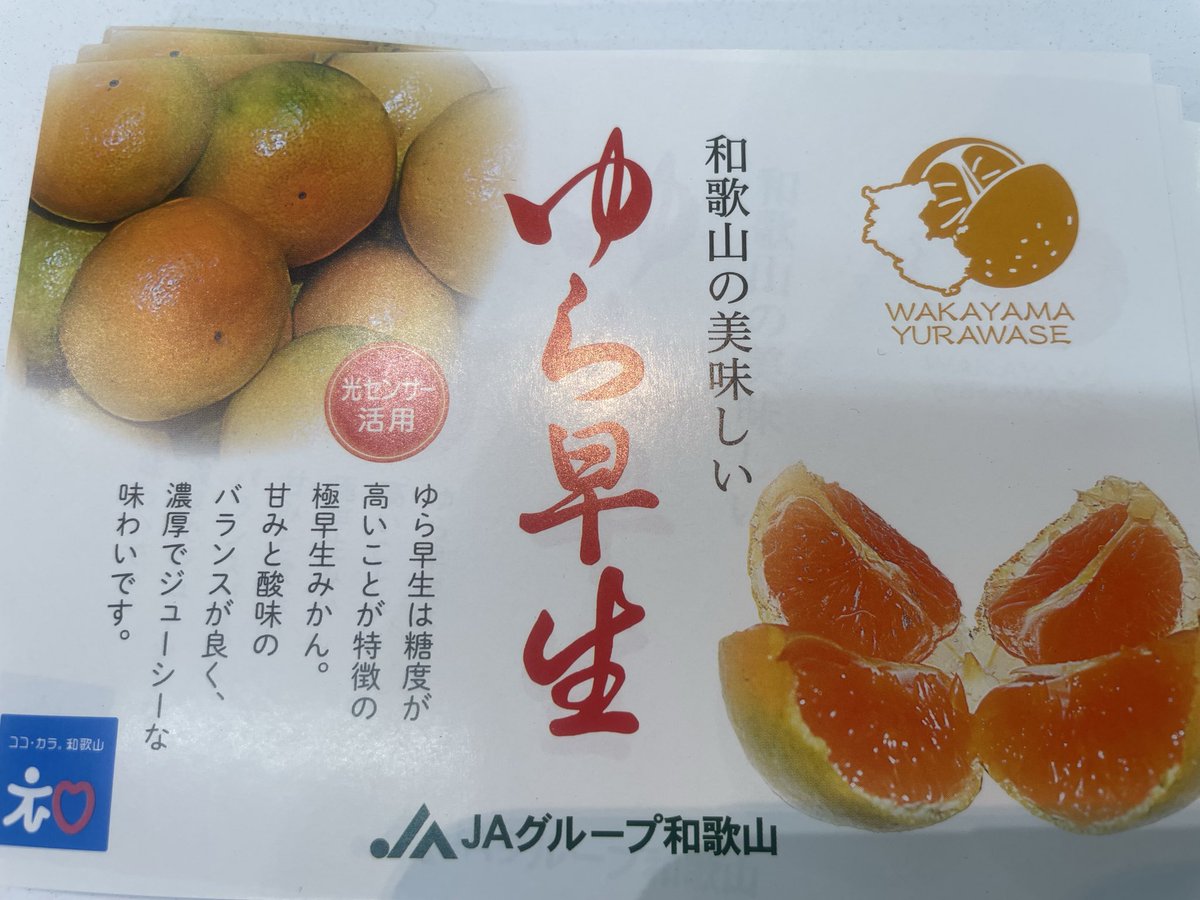 和歌山の美味しい
ゆら早生
WAKAYAMA
YURAWASE
光センサー
活用
ゆら早生は糖度が
高いことが特徴の
極早生みかん。
甘みと酸味の
バランスが良く、
濃厚でジューシーな
味わいです。
ココ・カラ。和歌山
和
JAグループ和歌山